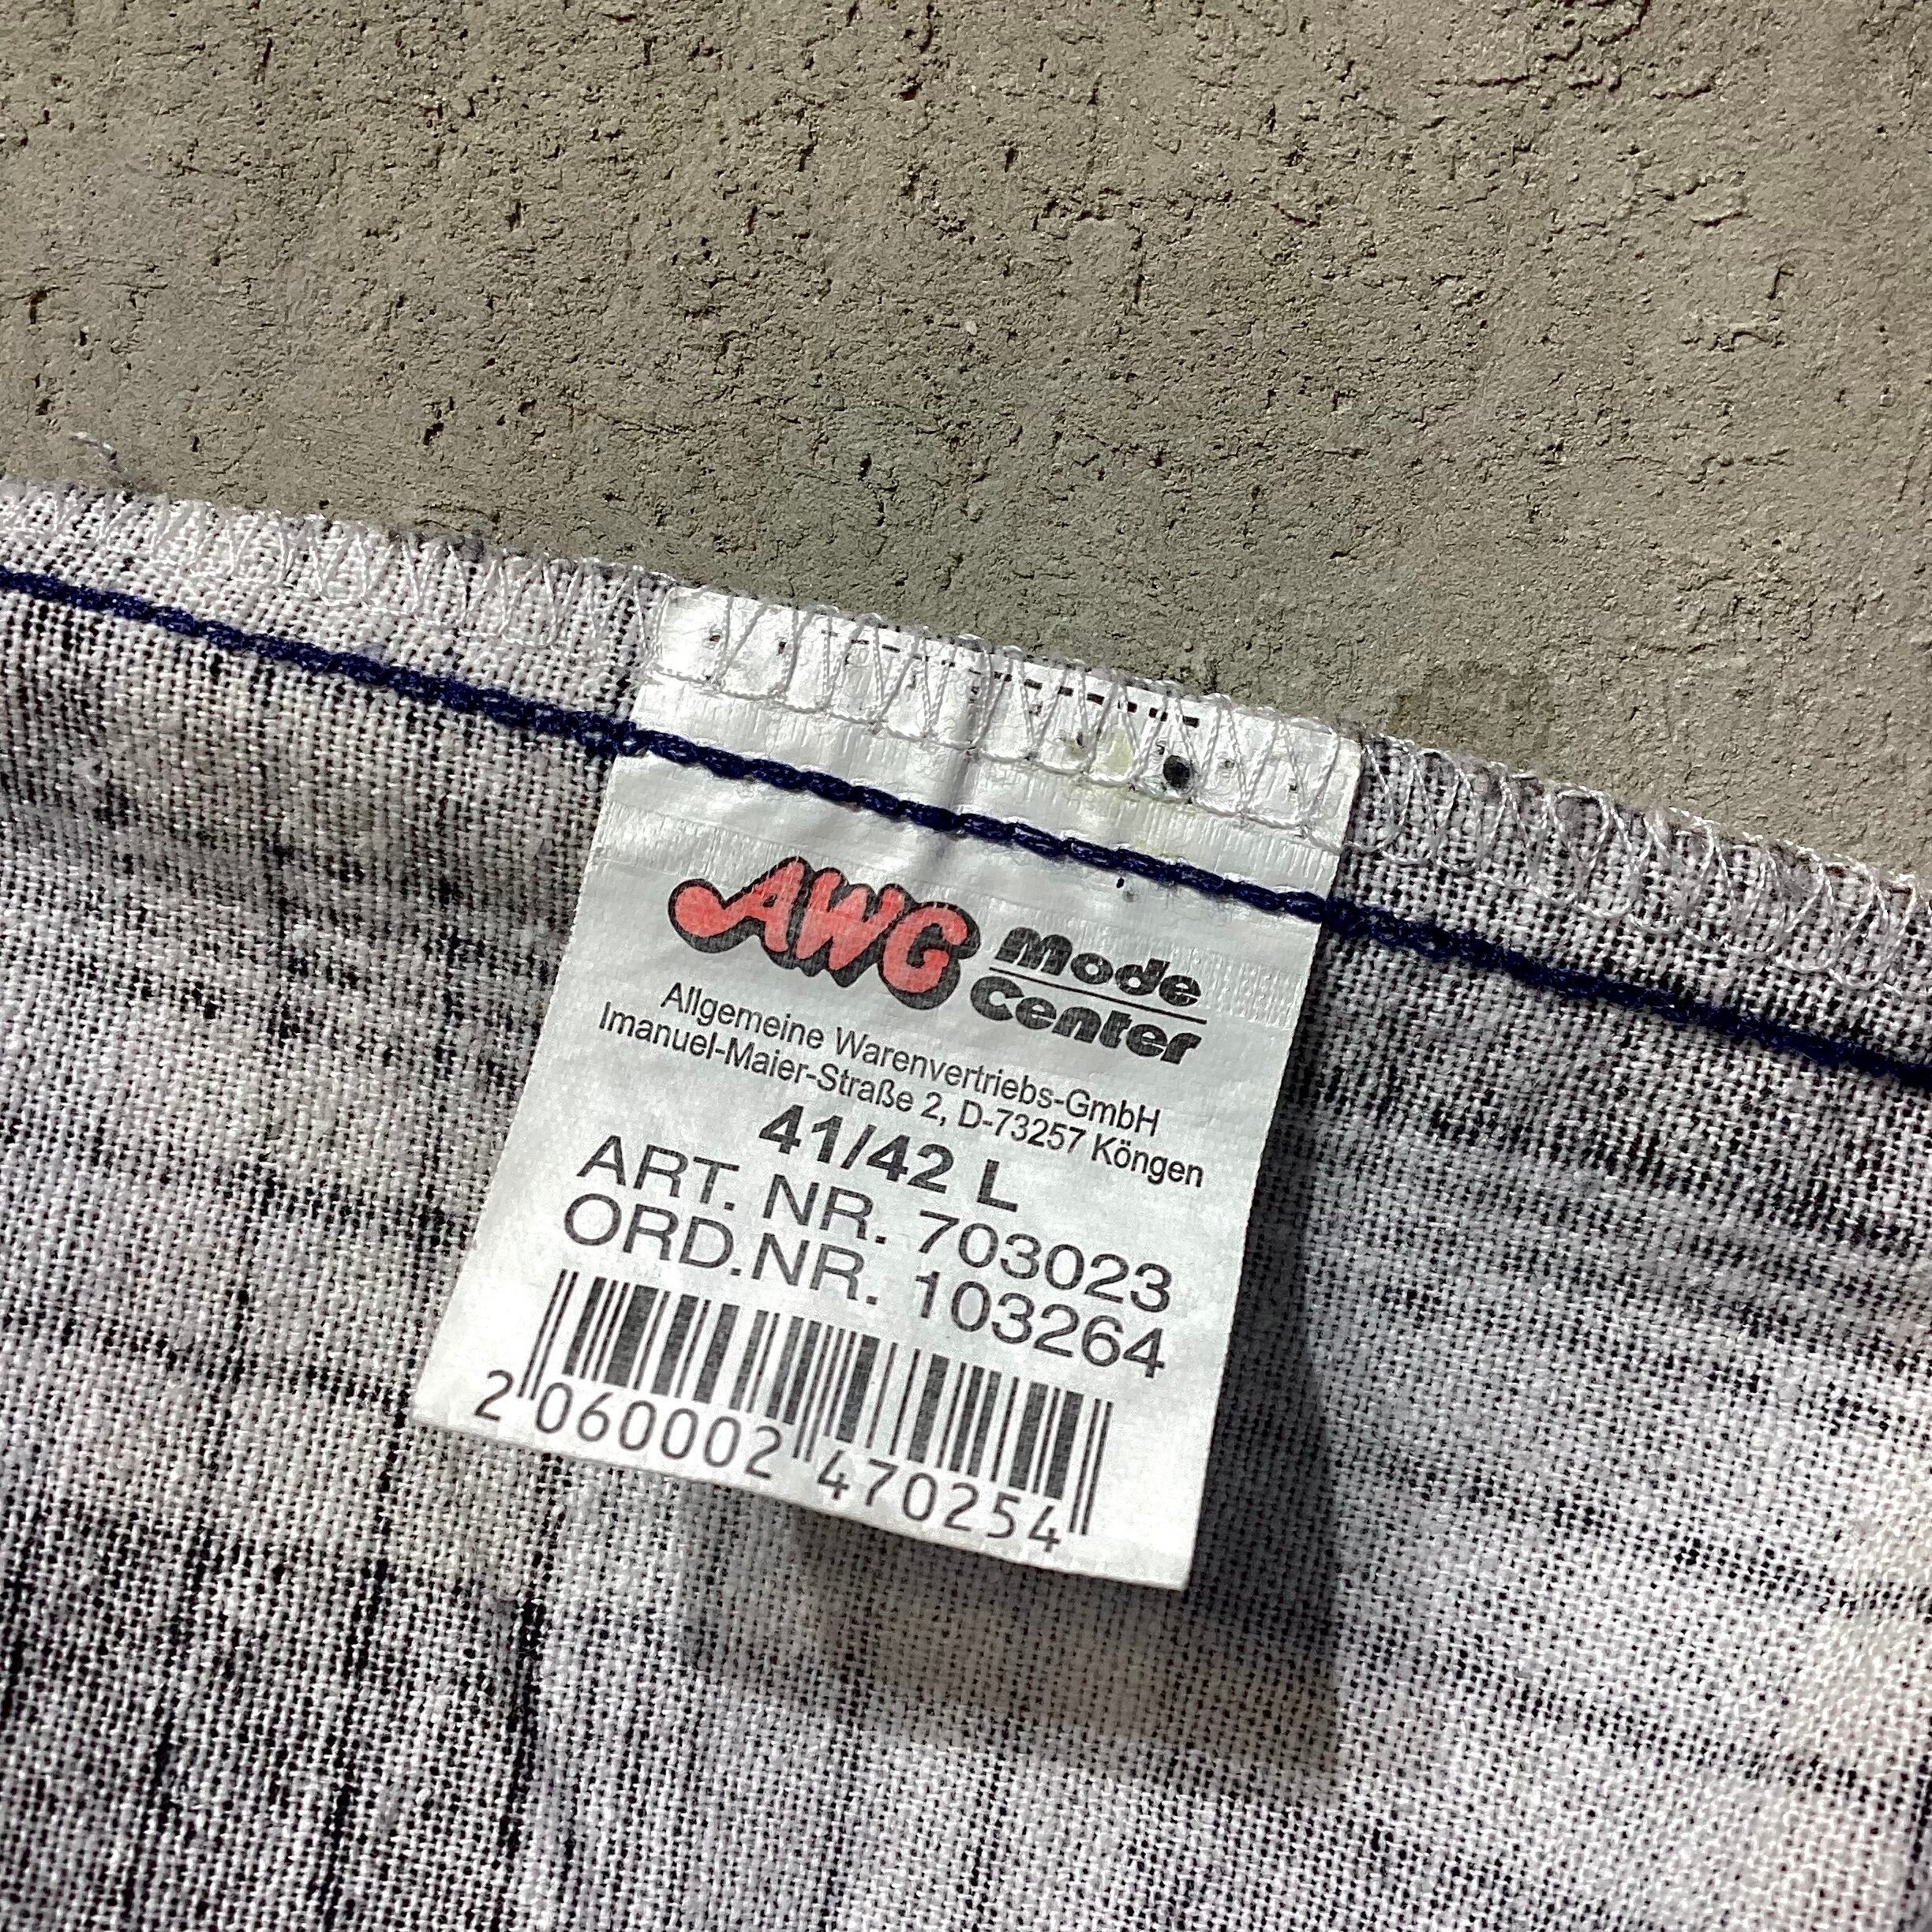 AWG Mode Center
Allgemeine Warenvertriebs-GmbH
Imanuel-Maier-Straße 2, D-73257 Köngen
41/42 L
ART. NR. 703023
ORD.NR. 103264
2 060002 470254